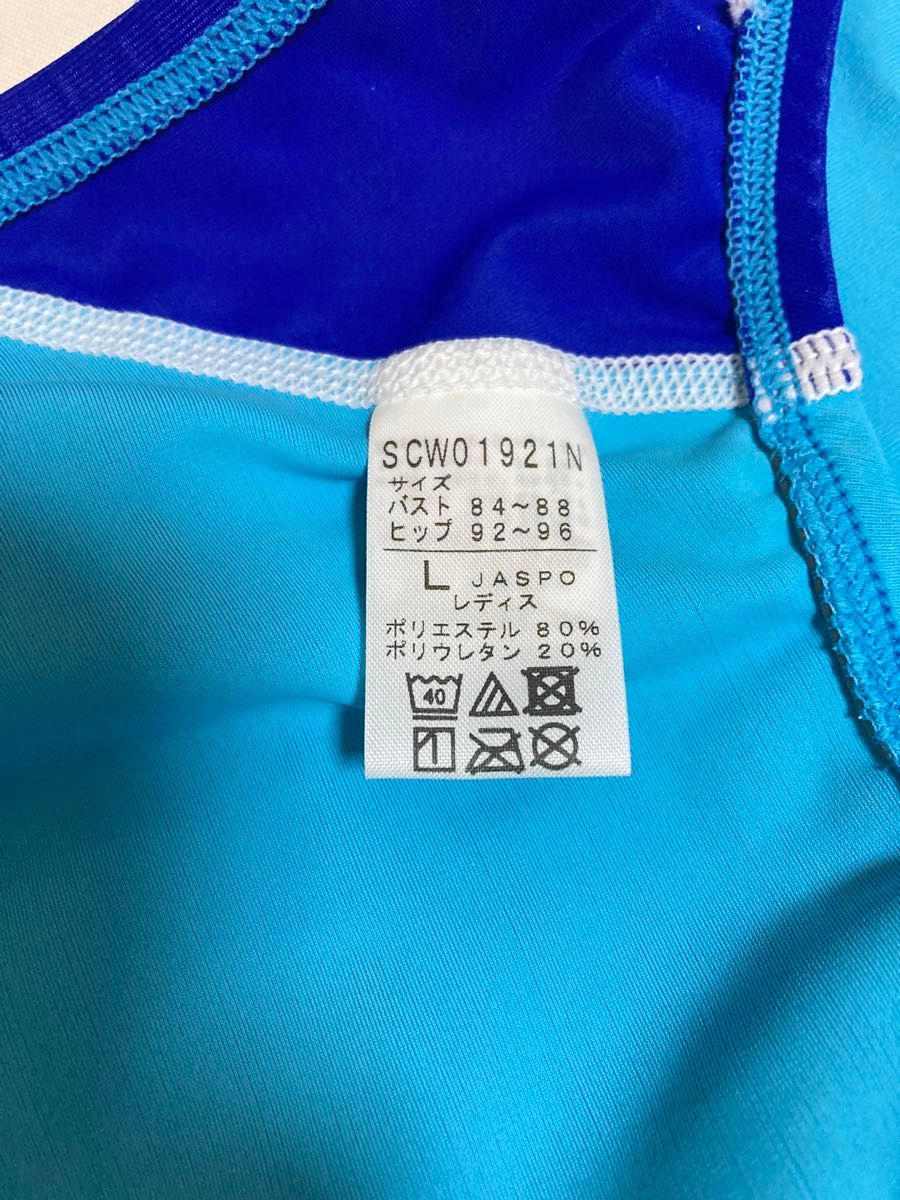 SCW01921N
サイズ
バスト 84～88
ヒップ 92～96
L JASPO
レディス
ポリエステル 80%
ポリウレタン 20%
40